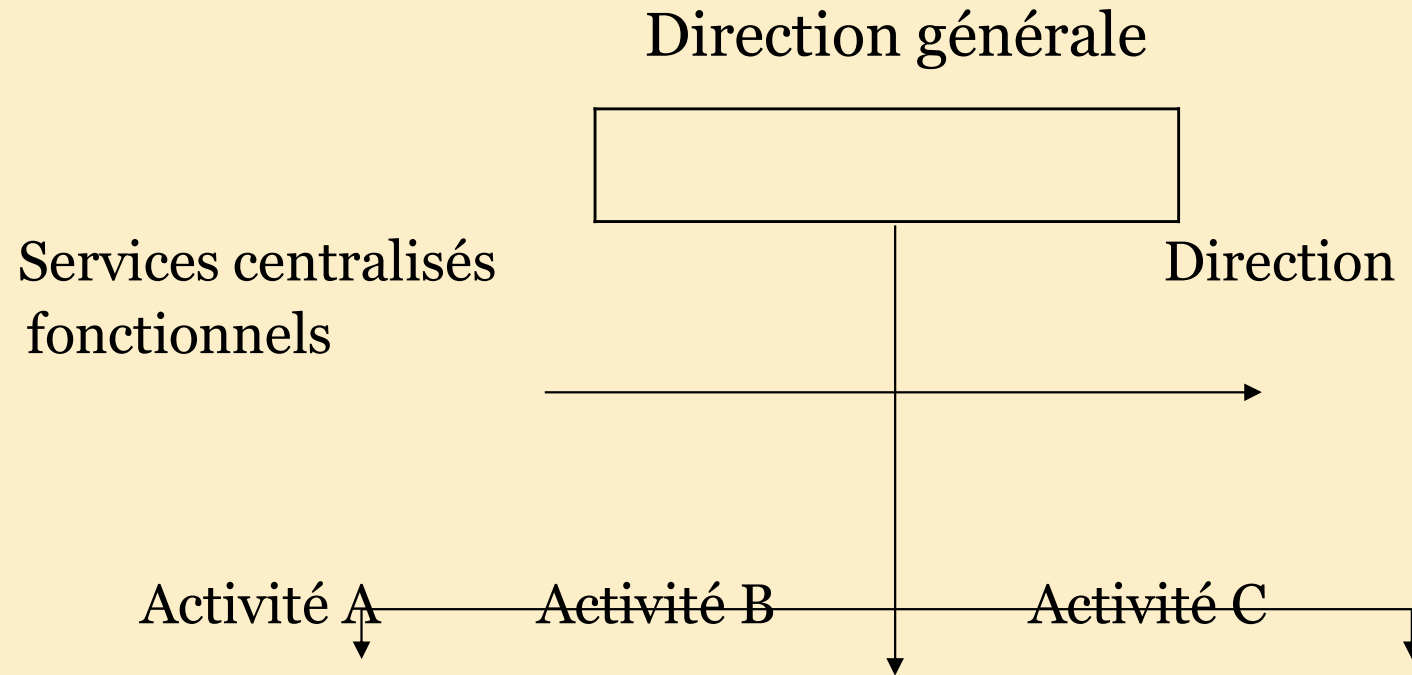 Direction générale
Services centralisés Direction
fonctionnels
Activité A Activité B Activité C